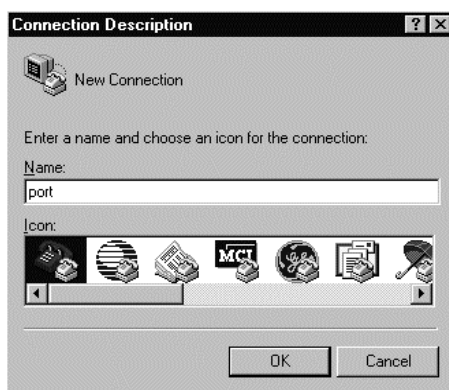 Connection Description
New Connection
Enter a name and choose an icon for the connection:
Name:
port
Icon:
MCI
OK Cancel